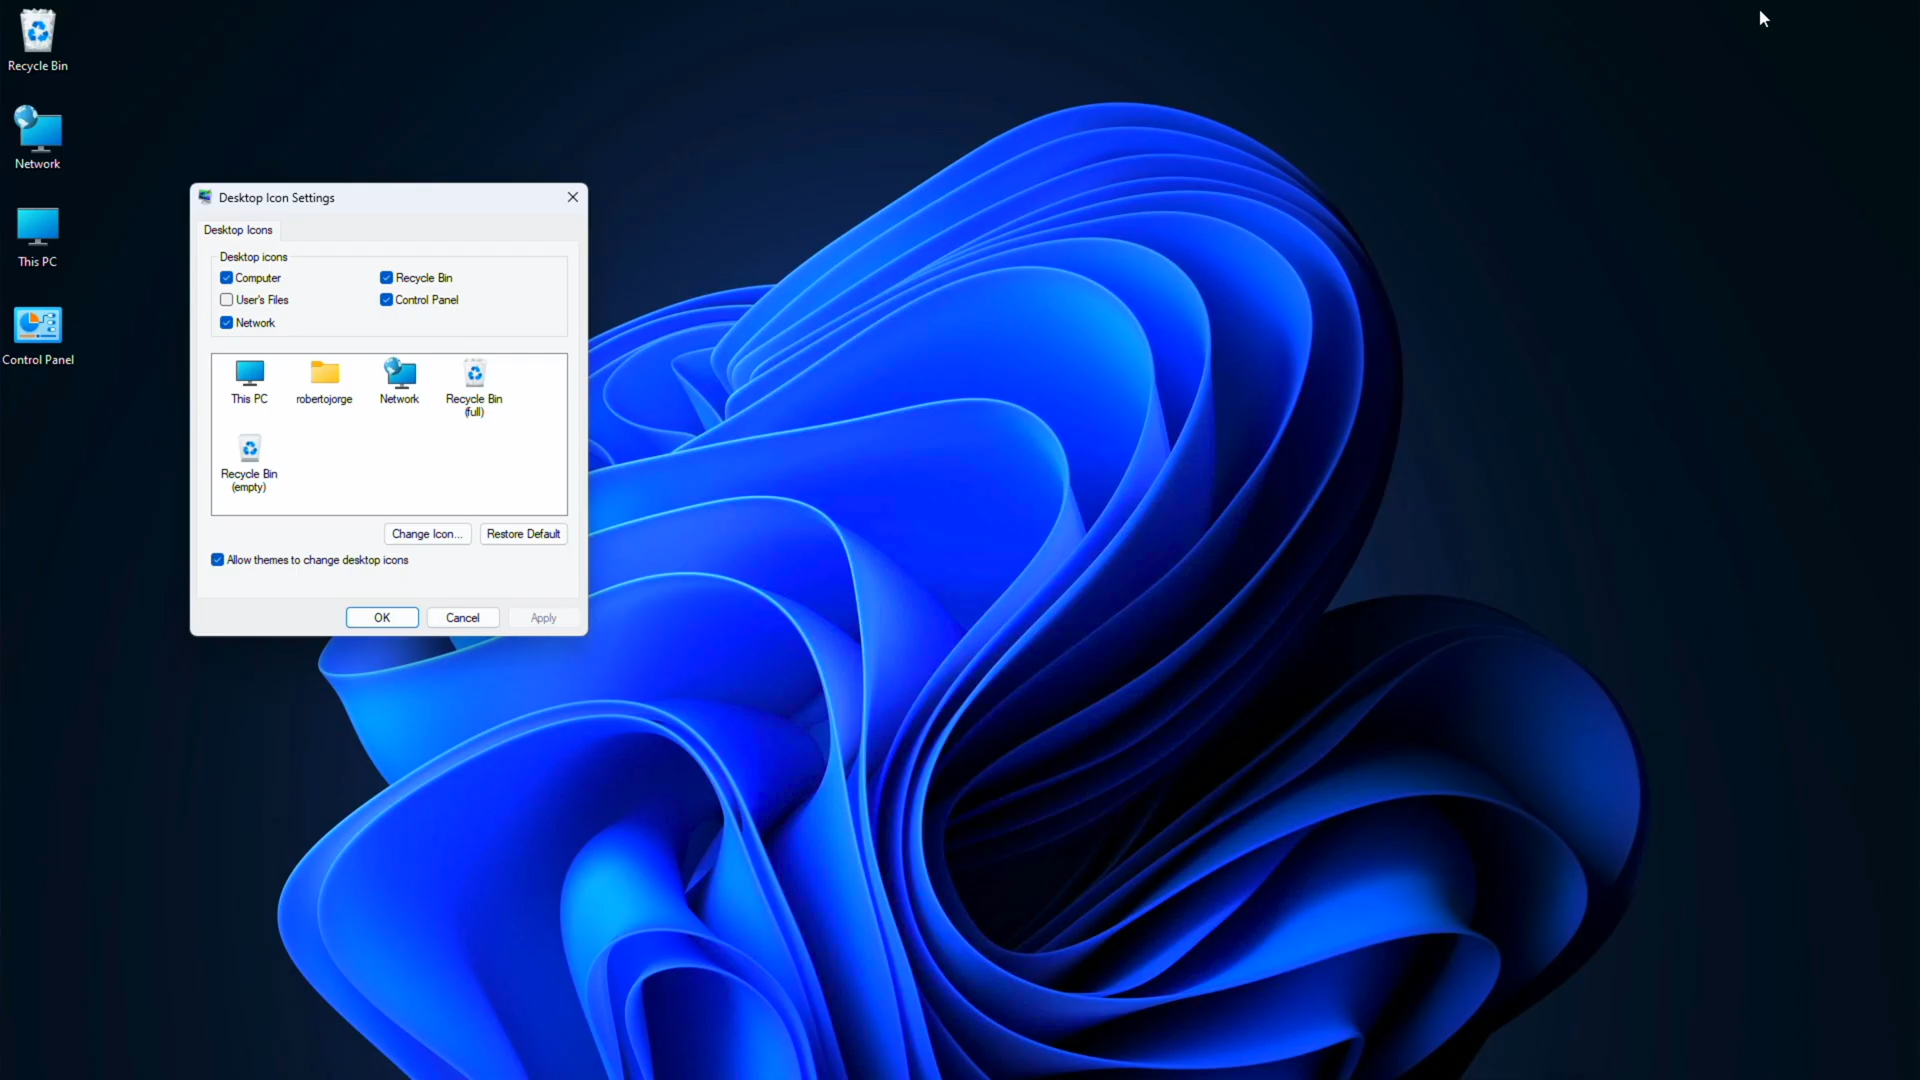 Recycle Bin
Network
This PC
Control Panel
Desktop Icon Settings
Desktop Icons
Desktop icons
Computer
Recycle Bin
User's Files
Control Panel
Network
This PC
robertojorge
Network
Recycle Bin
(full)
Recycle Bin
(empty)
Change Icon...
Restore Default
Allow themes to change desktop icons
OK
Cancel
Apply